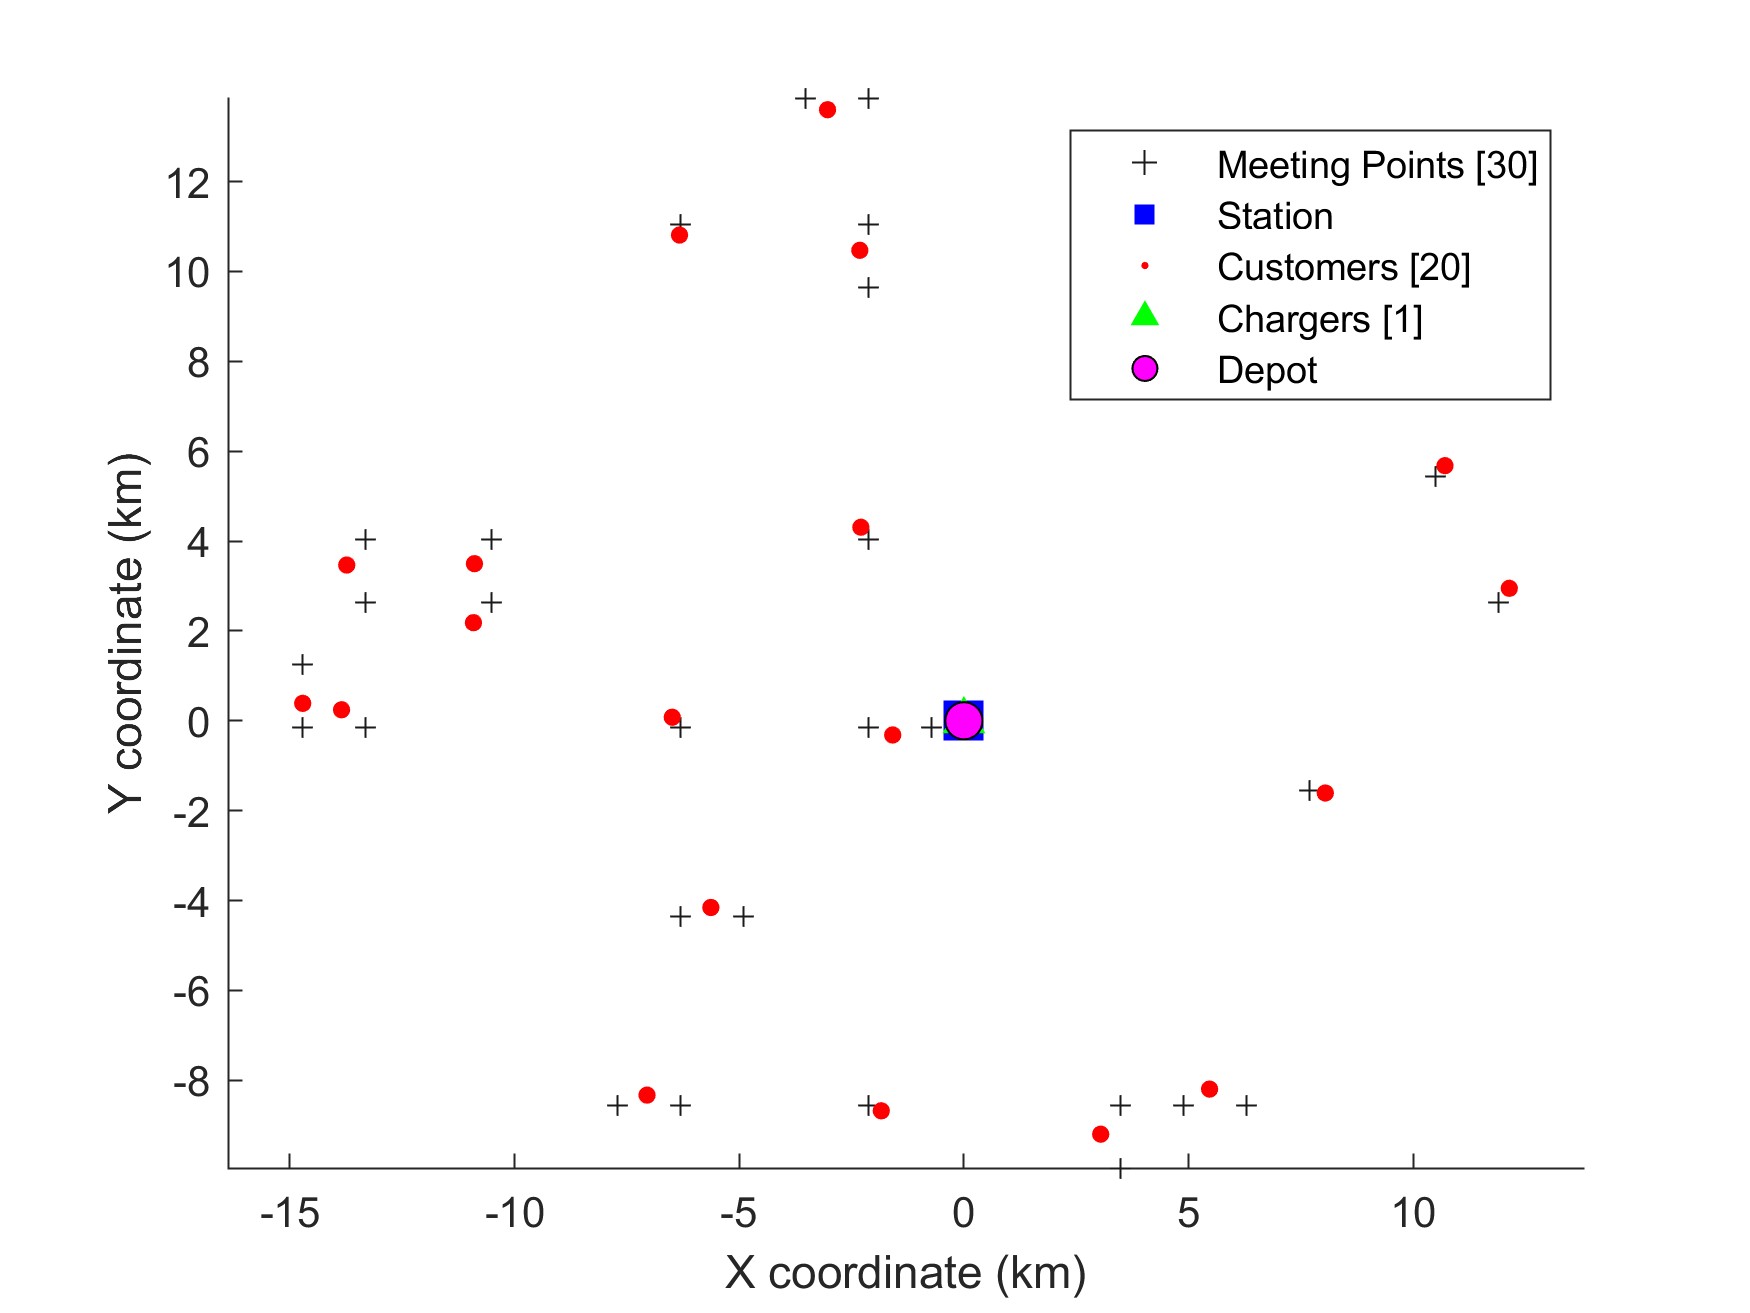 12
10
8
6
4
2
0
-2
-4
-6
-8
Y coordinate (km)
Meeting Points [30]
Station
Customers [20]
Chargers [1]
Depot
-15 -10 -5 0 5 10
X coordinate (km)